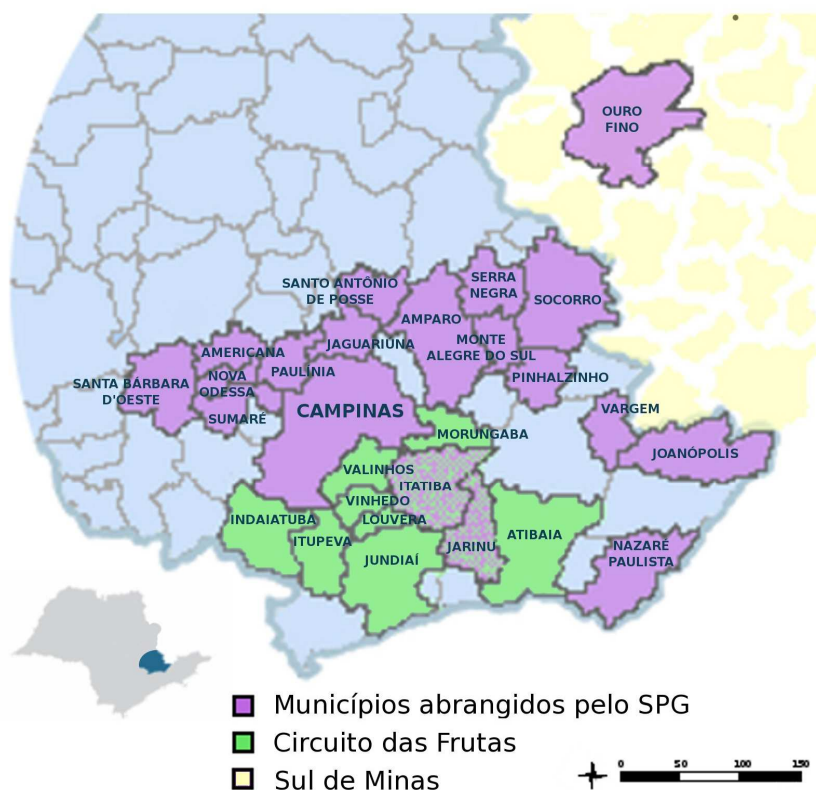 OURO
FINO
SERRA
NEGRA
SANTO ANTÔNIO
DE POSSE
SOCORRO
AMPARO
MONTE
ALEGRE DO SUL
JAGUARIÚNA
AMERICANA
PAULÍNIA
NOVA
ODESSA
PINHALZINHO
SANTA BÁRBARA
D'OESTE
SUMARÉ
CAMPINAS
VARGEM
MORUNGABA
JOANÓPOLIS
VALINHOS
ITATIBA
VINHEDO
INDAIATUBA
LOUVERA
ATIBAIA
ITUPEVA
JARINU
NAZARÉ
PAULISTA
JUNDIAÍ
Municípios abrangidos pelo SPG
Circuito das Frutas
Sul de Minas
0 50 100 150